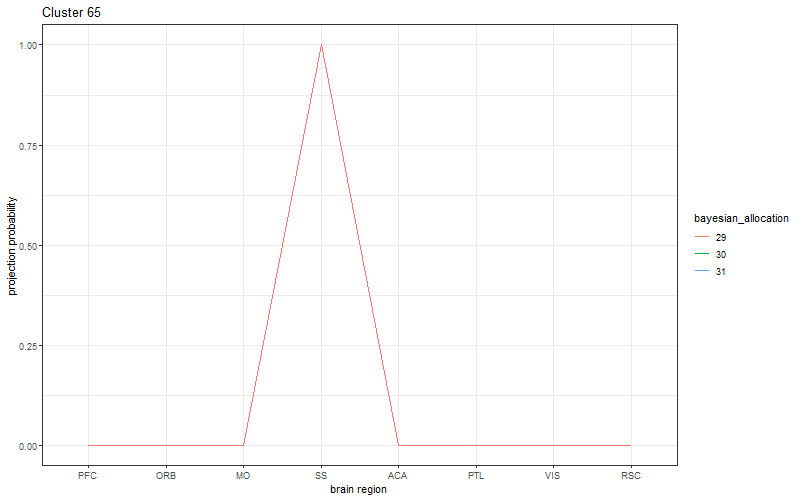 Cluster 65
projection probability
1.00
0.75
0.50
0.25
0.00
PFC ORB MO SS ACA PTL VIS RSC
brain region
bayesian_allocation
29
30
31